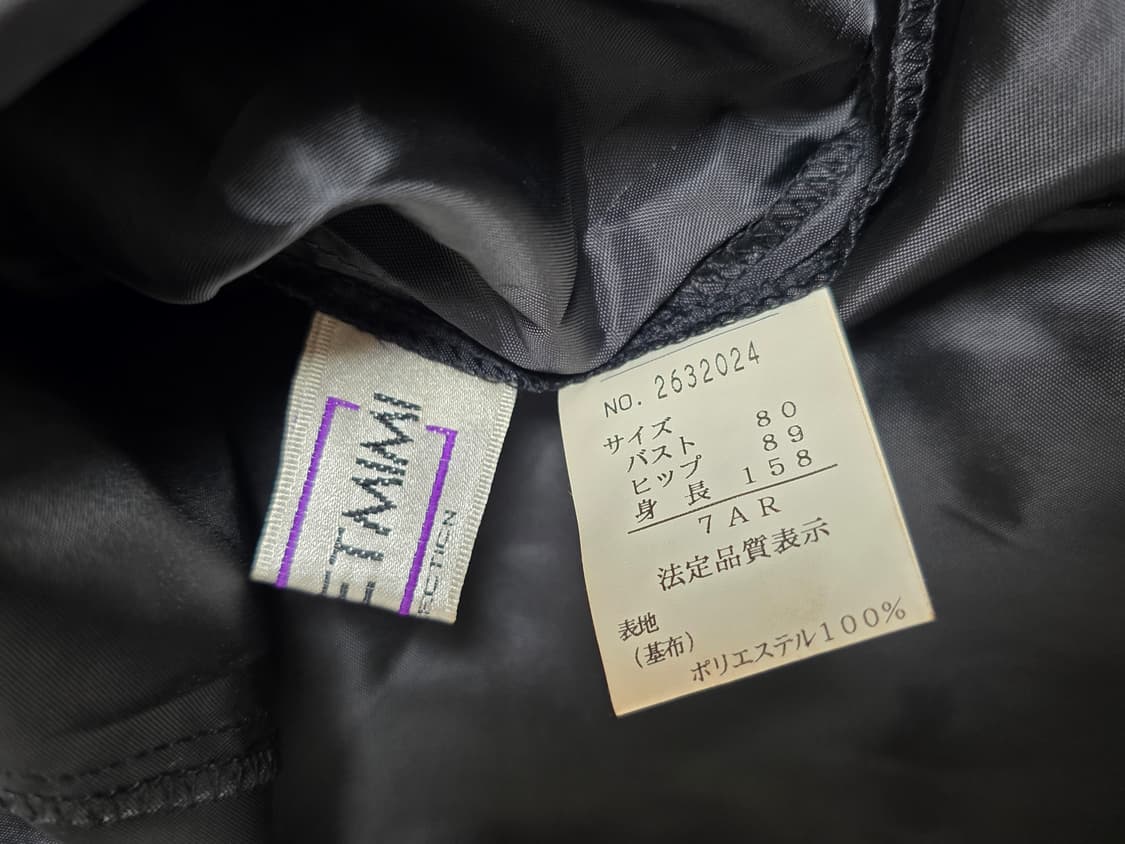 ETMIMI
NO. 2632024
サイズ
バスト 80
ヒップ 89
身長 158
7AR
法定品質表示
表地
(基布)
ポリエステル100%